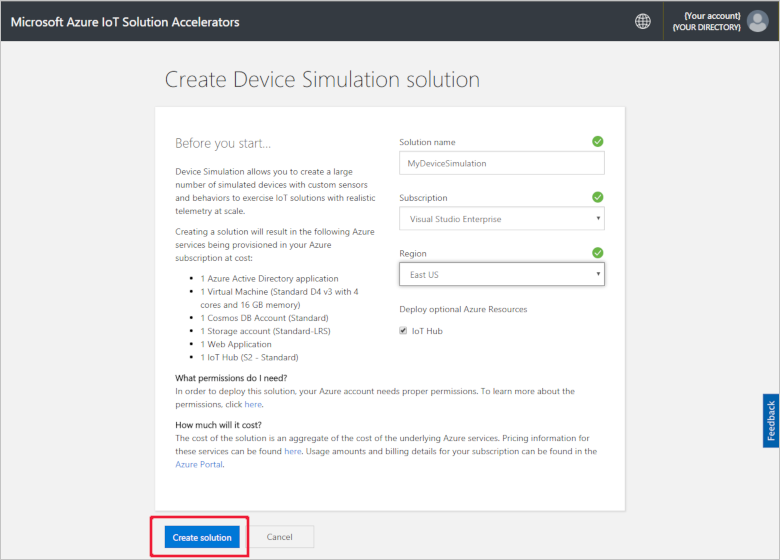 Microsoft Azure IoT Solution Accelerators
{Your account}
{YOUR DIRECTORY}
Create Device Simulation solution
Before you start...
Device Simulation allows you to create a large
number of simulated devices with custom sensors
and behaviors to exercise IoT solutions with realistic
telemetry at scale.
Creating a solution will result in the following Azure
services being provisioned in your Azure
subscription at cost:
• 1 Azure Active Directory application
• 1 Virtual Machine (Standard D4 v3 with 4
cores and 16 GB memory)
• 1 Cosmos DB Account (Standard)
• 1 Storage account (Standard-LRS)
• 1 Web Application
• 1 IoT Hub (S2 - Standard)
Solution name
MyDeviceSimulation
Subscription
Visual Studio Enterprise
Region
East US
Deploy optional Azure Resources
IoT Hub
What permissions do I need?
In order to deploy this solution, your Azure account needs proper permissions. To learn more about the
permissions, click here.
How much will it cost?
The cost of the solution is an aggregate of the cost of the underlying Azure services. Pricing information for
these services can be found here. Usage amounts and billing details for your subscription can be found in the
Azure Portal.
Feedback
Create solution
Cancel